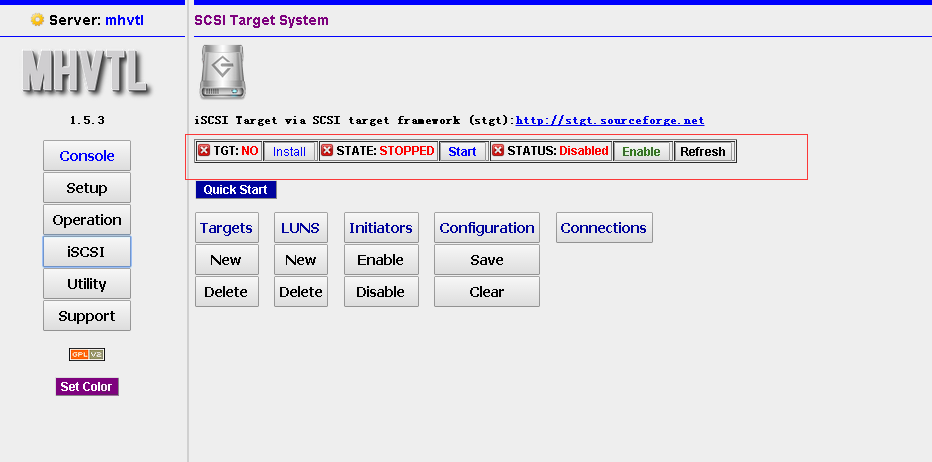 Server: mhvtl
MHVTL
1.5.3
Console
Setup
Operation
iSCSI
Utility
Support
GPL V2
Set Color
SCSI Target System
iSCSI Target via SCSI target framework (stgt):http://stgt.sourceforge.net
TGT: NO Install STATE: STOPPED Start STATUS: Disabled Enable Refresh
Quick Start
Targets LUNS Initiators Configuration Connections
New New Enable Save
Delete Delete Disable Clear